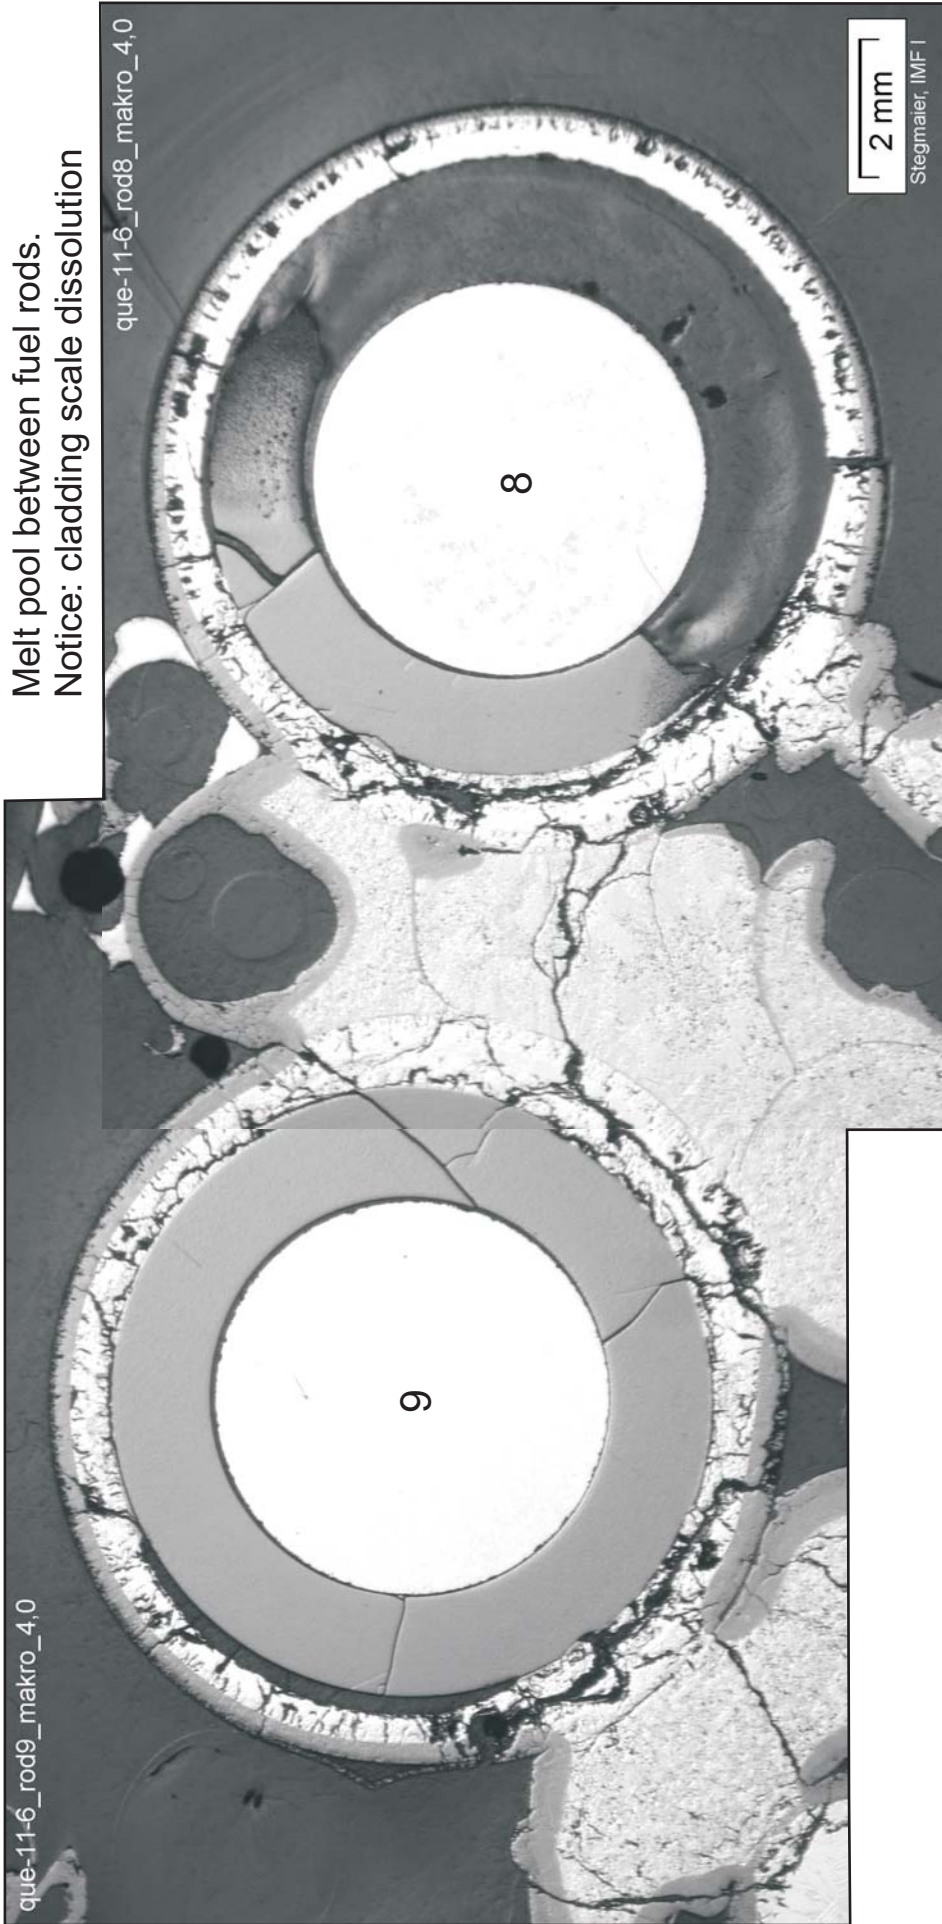 Melt pool between fuel rods.
Notice: cladding scale dissolution
que-11-6_rod9_makro_4,0
que-11-6_rod8_makro_4,0
9
8
2 mm
Stegmaier, IMF I